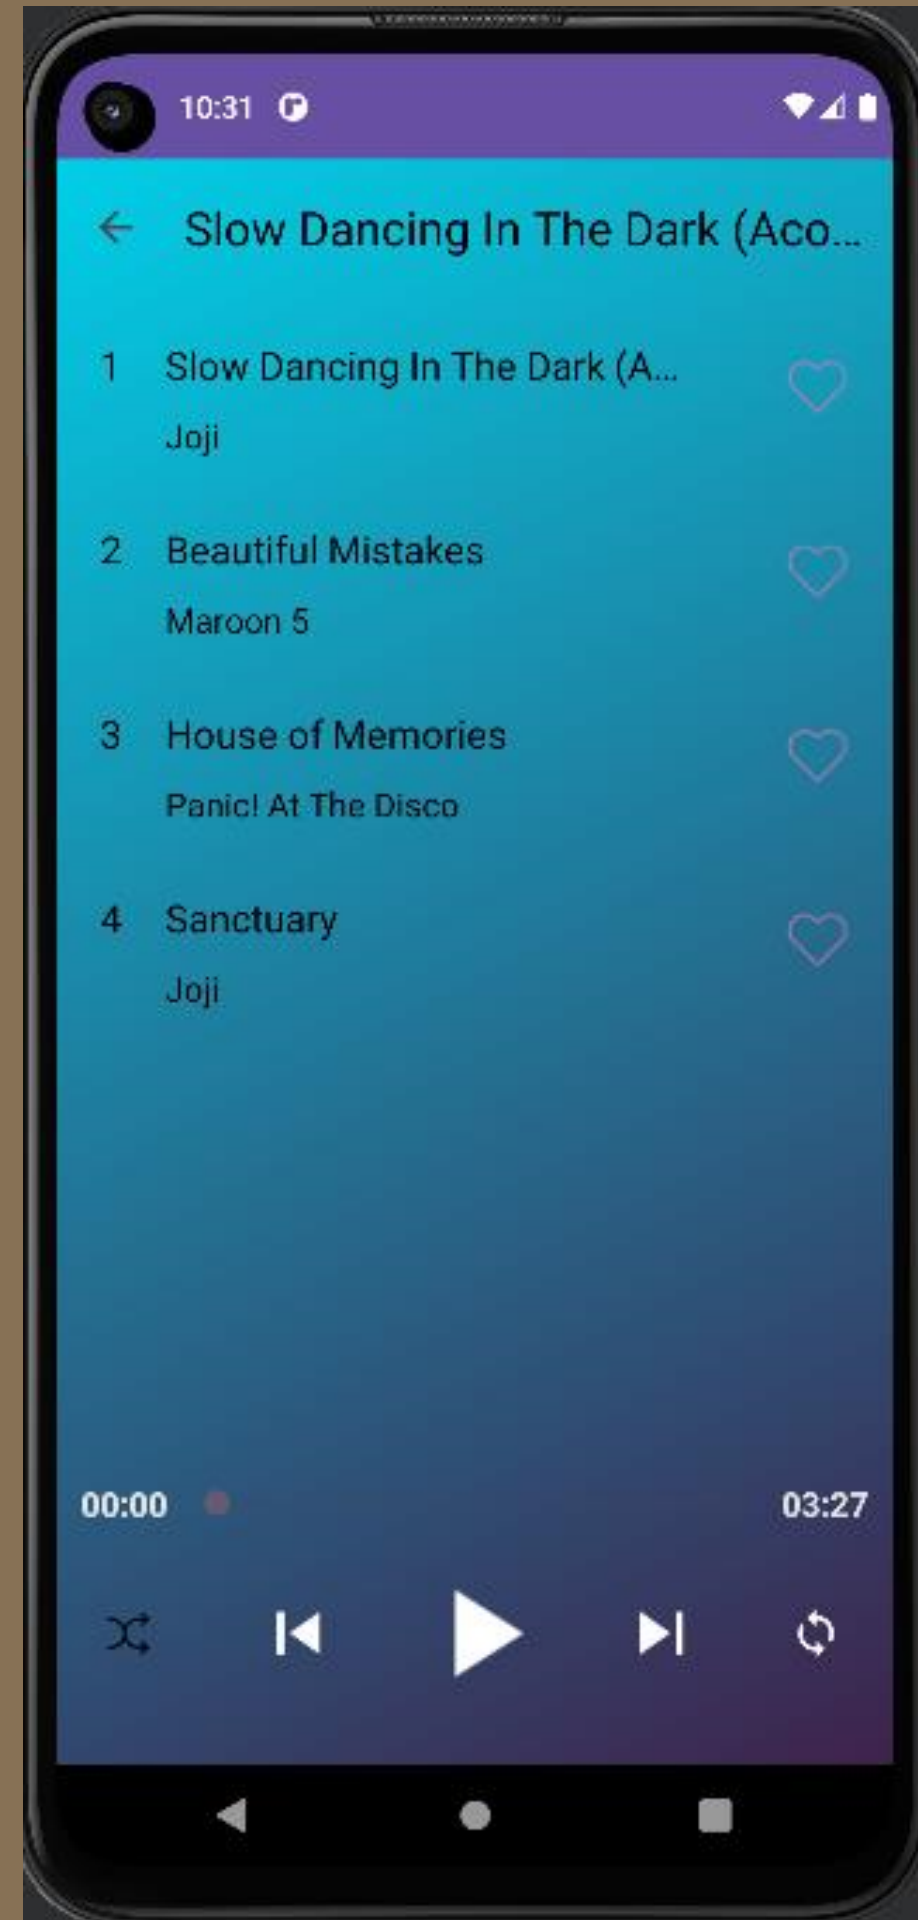 10:31
Slow Dancing In The Dark (Aco...
1 Slow Dancing In The Dark (A...
Joji
2 Beautiful Mistakes
Maroon 5
3 House of Memories
Panic! At The Disco
4 Sanctuary
Joji
00:00 03:27